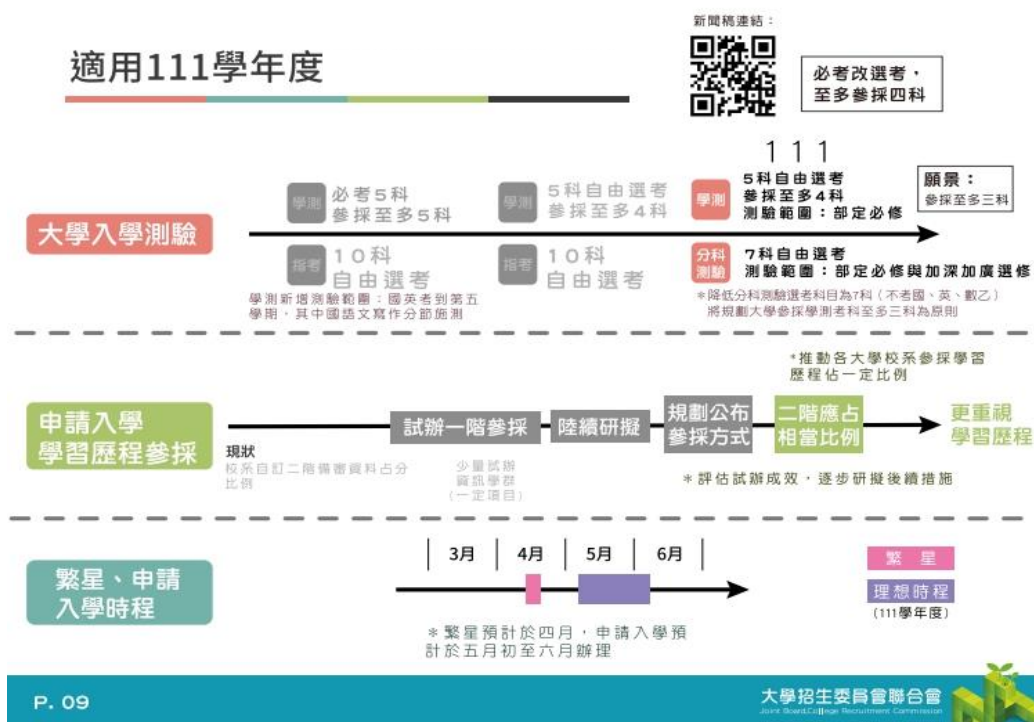 新聞稿連結：
適用111學年度
必考改選考，
至多參採四科
111
大學入學測驗
學測
必考5科
參採至多5科
學測
5科自由選考
參採至多4科
學測
5科自由選考
參採至多4科
測驗範圍：部定必修
願景：
參採至多三科
指考
10科
自由選考
指考
10科
自由選考
分科
測驗
7科自由選考
測驗範圍：部定必修與加深加廣選修
學測新增測驗範圍：國英考到第五
學期，其中國語文寫作分節施測
*降低分科測驗選考科目為7科（不考國、英、數乙）
將規劃大學參採學測考科至多三科為原則
*推動各大學校系參採學習
歷程佔一定比例
申請入學
學習歷程參採
現狀
校系自訂二階備審資料占分
比例
試辦一階參採
少量試辦
資訊學群
(一定項目)
陸續研擬
規劃公布
參採方式
二階應占
相當比例
更重視
學習歷程
*評估試辦成效，逐步研擬後續措施
繁星、申請
入學時程
3月
4月
5月
6月
繁星
理想時程
(111學年度)
*繁星預計於四月，申請入學預
計於五月初至六月辦理
P. 09
大學招生委員會聯合會
Joint Board,College Recruitment Commission